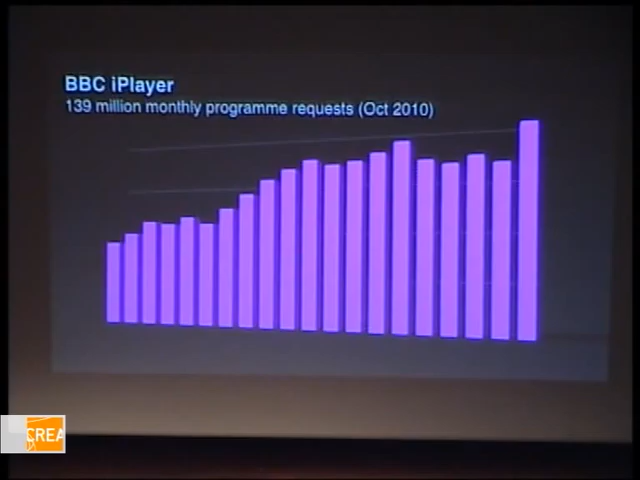 BBC iPlayer
139 million monthly programme requests (Oct 2010)
CREA